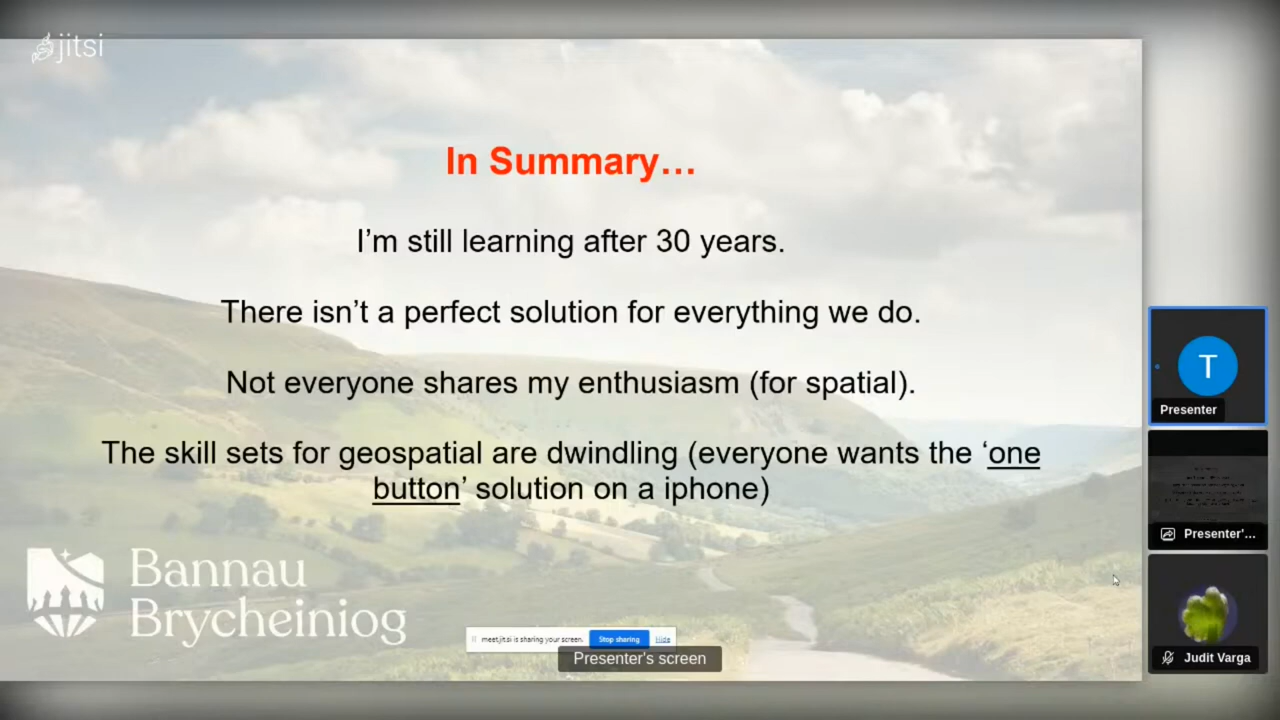 jitsi
In Summary…
I’m still learning after 30 years.
There isn’t a perfect solution for everything we do.
Not everyone shares my enthusiasm (for spatial).
The skill sets for geospatial are dwindling (everyone wants the ‘one
button’ solution on a iphone)
Bannau
Brycheiniog
meet.jit.si is sharing your screen. Stop sharing Hide
Presenter's screen
T
Presenter
Presenter'...
Judit Varga